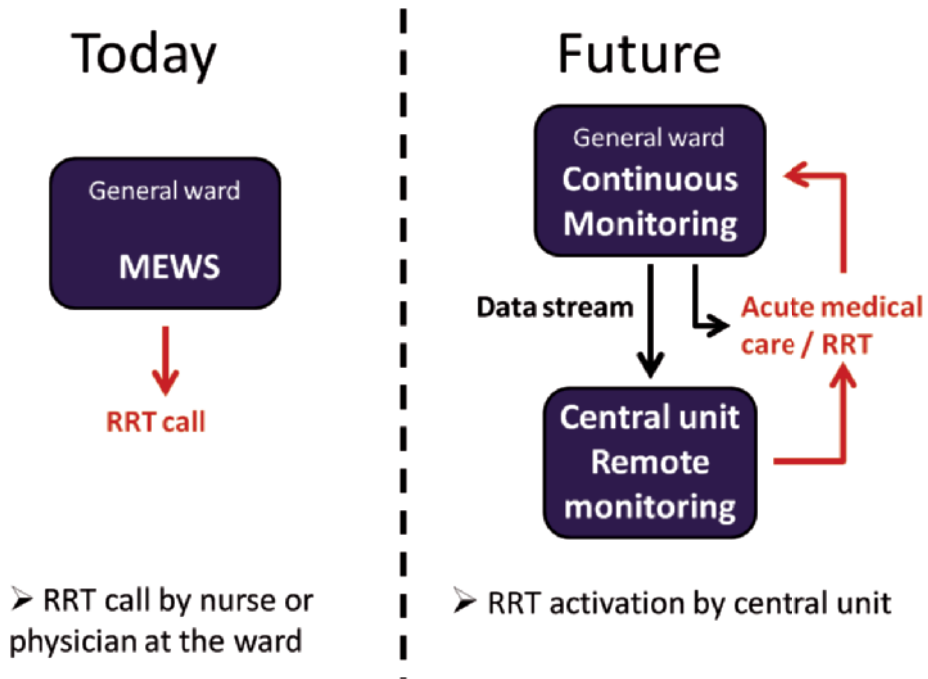 Today
General ward
MEWS
RRT call
➢ RRT call by nurse or
physician at the ward
Future
General ward
Continuous
Monitoring
Data stream
Acute medical
care / RRT
Central unit
Remote
monitoring
➢ RRT activation by central unit